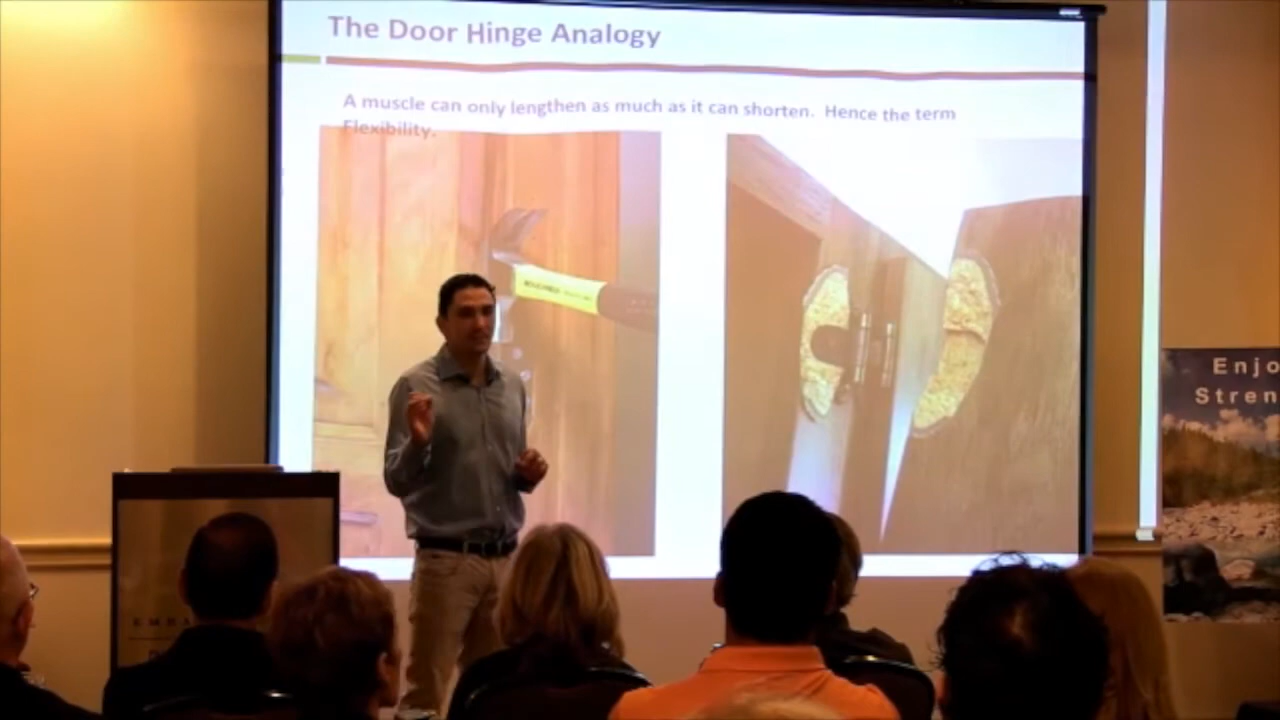 The Door Hinge Analogy
A muscle can only lengthen as much as it can shorten. Hence the term
Flexibility.
Enjo
Stren
EMBA